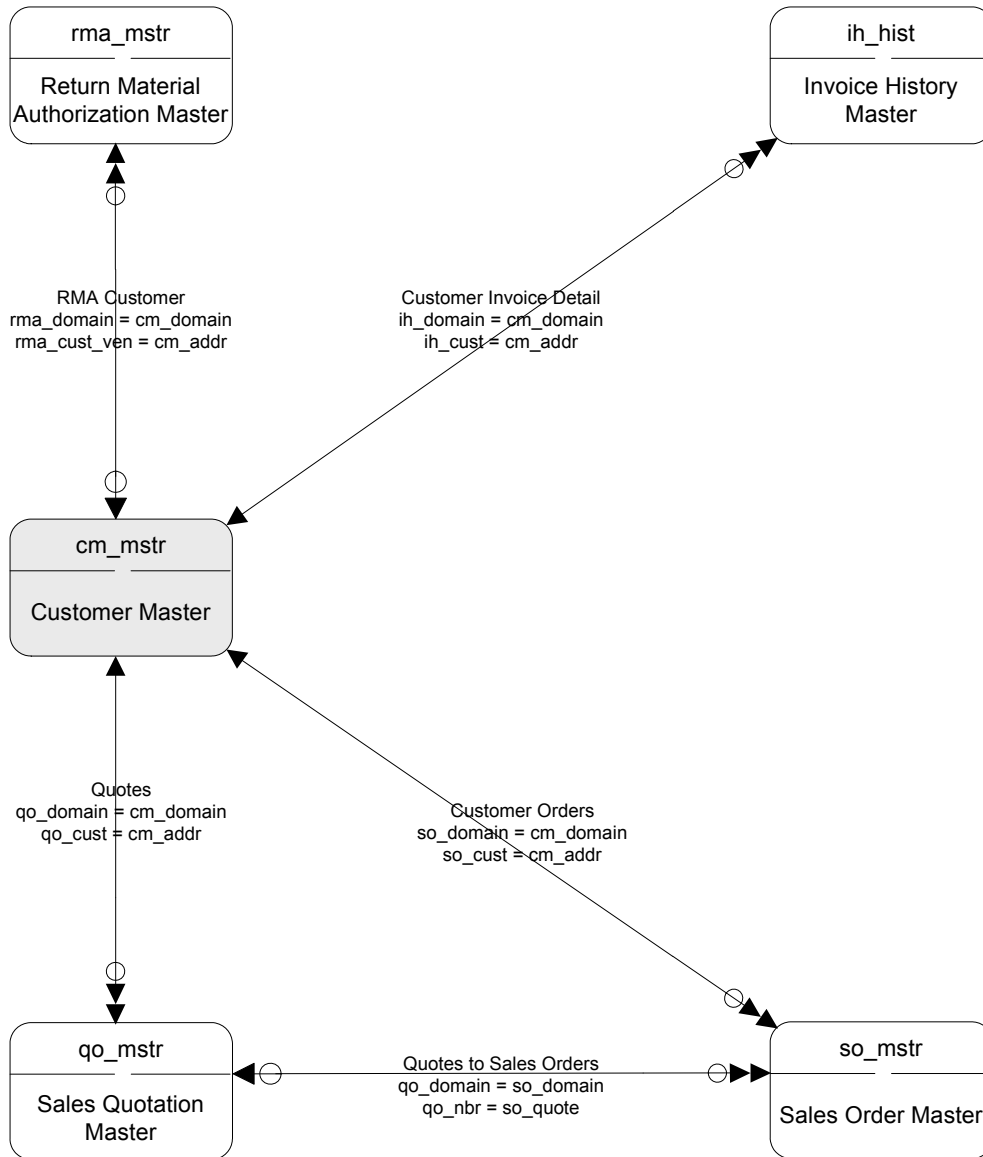 rma_mstr
Return Material
Authorization Master
ih_hist
Invoice History
Master
RMA Customer
rma_domain = cm_domain
rma_cust_ven = cm_addr
Customer Invoice Detail
ih_domain = cm_domain
ih_cust = cm_addr
cm_mstr
Customer Master
Quotes
qo_domain = cm_domain
qo_cust = cm_addr
Customer Orders
so_domain = cm_domain
so_cust = cm_addr
qo_mstr
Sales Quotation
Master
Quotes to Sales Orders
qo_domain = so_domain
qo_nbr = so_quote
so_mstr
Sales Order Master